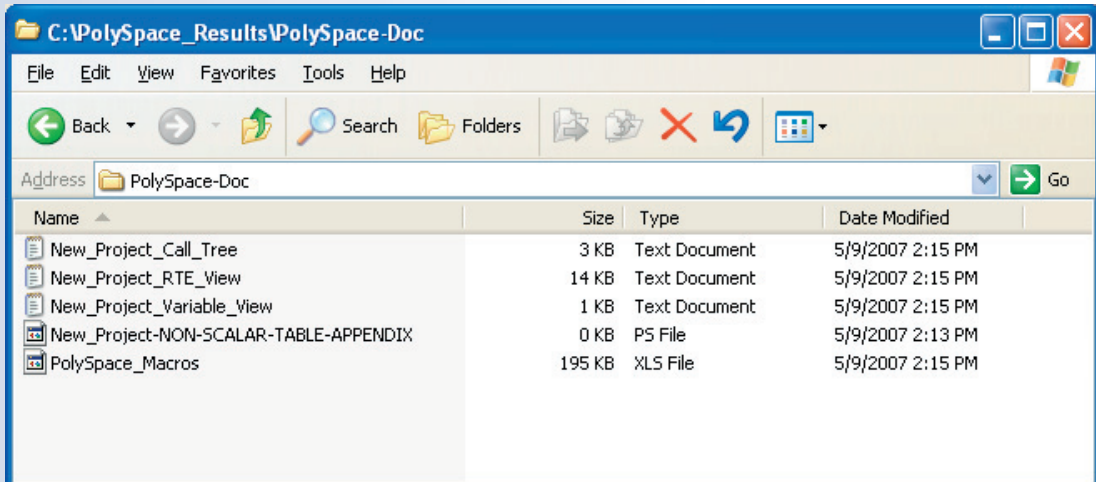 C:\PolySpace_Results\PolySpace-Doc
File Edit View Favorites Tools Help
Back Search Folders
Address PolySpace-Doc Go
Name Size Type Date Modified
New_Project_Call_Tree 3 KB Text Document 5/9/2007 2:15 PM
New_Project_RTE_View 14 KB Text Document 5/9/2007 2:15 PM
New_Project_Variable_View 1 KB Text Document 5/9/2007 2:15 PM
New_Project-NON-SCALAR-TABLE-APPENDIX 0 KB PS File 5/9/2007 2:13 PM
PolySpace_Macros 195 KB XLS File 5/9/2007 2:15 PM